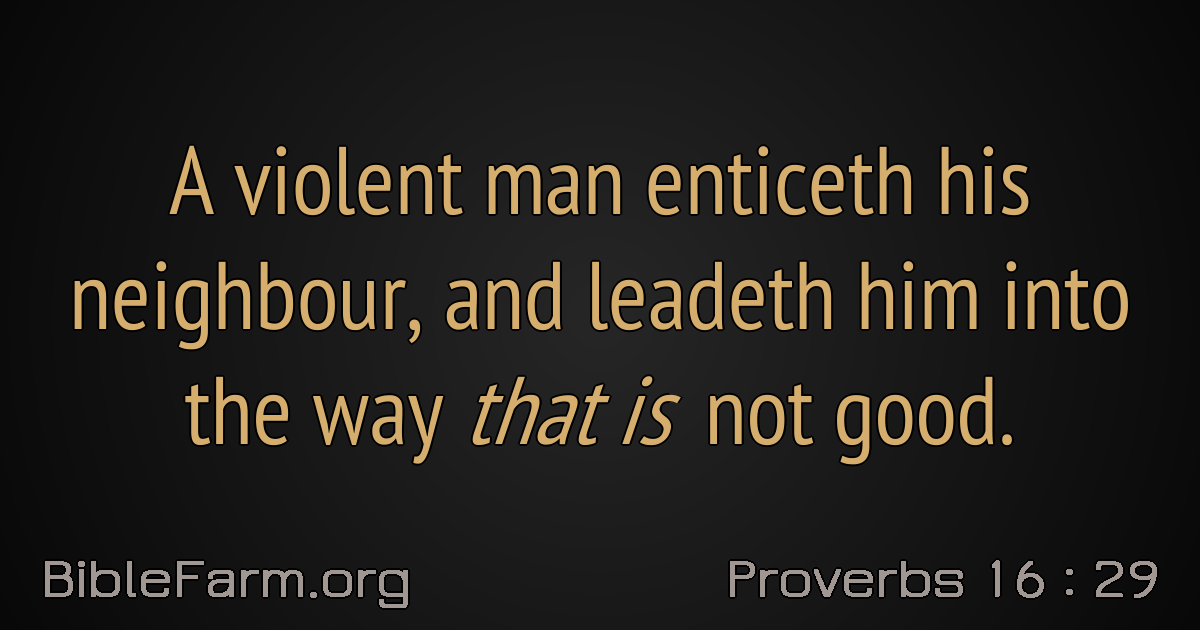 A violent man enticeth his
neighbour, and leadeth him into
the way that is not good.
BibleFarm.org
Proverbs 16 : 29